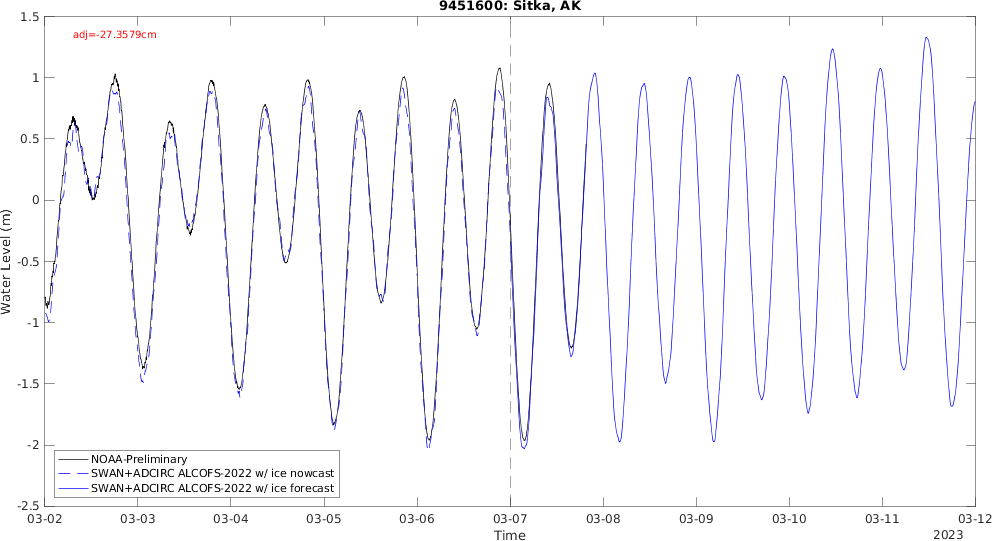 9451600: Sitka, AK
adj=-27.3579cm
1.5
1
0.5
0
-0.5
-1
-1.5
-2
-2.5
Water Level (m)
NOAA-Preliminary
SWAN+ADCIRC ALCOFS-2022 w/ ice nowcast
SWAN+ADCIRC ALCOFS-2022 w/ ice forecast
03-02 03-03 03-04 03-05 03-06 03-07 03-08 03-09 03-10 03-11 03-12
Time
2023